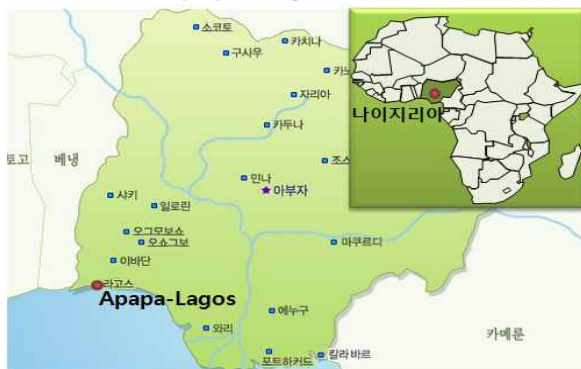 소코토
카치나
구사우
카노
자리아
나이지리아
카두나
토고
베냉
조스
민나
아부자
샤키
일로린
오그모보쇼
오쇼그보
마쿠르디
이바단
라고스
Apapa-Lagos
에누구
와리
카메룬
포트하커드
칼라 바르